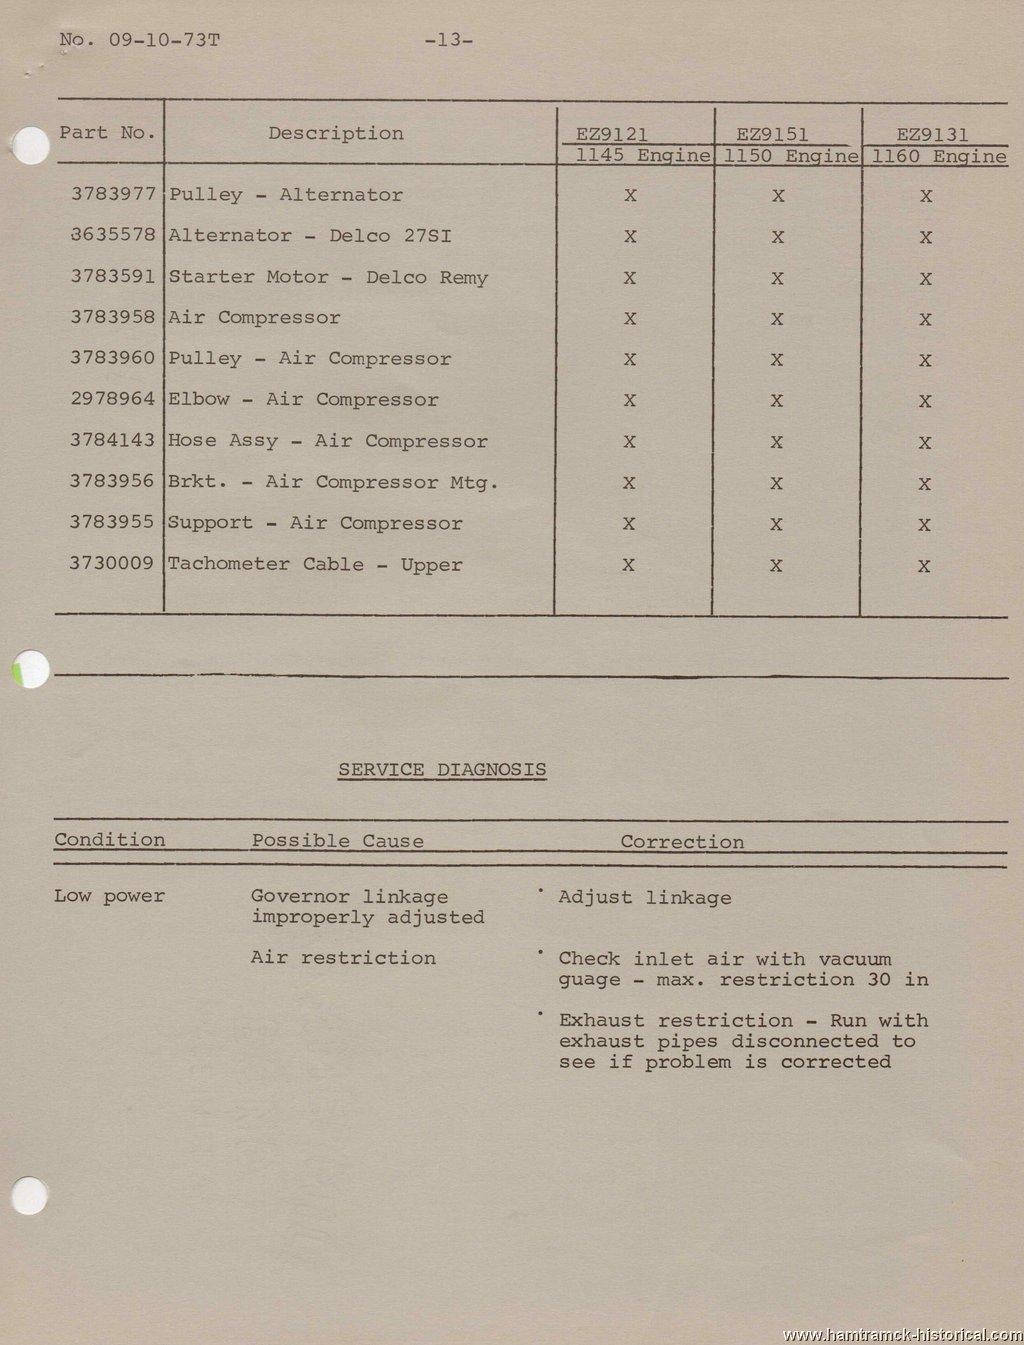 No. 09-10-73T -13-
Part No. Description EZ9121 EZ9151 EZ9131
1145 Engine 1150 Engine 1160 Engine
3783977 Pulley - Alternator X X X
3635578 Alternator - Delco 27SI X X X
3783591 Starter Motor - Delco Remy X X X
3783958 Air Compressor X X X
3783960 Pulley - Air Compressor X X X
2978964 Elbow - Air Compressor X X X
3784143 Hose Assy - Air Compressor X X X
3783956 Brkt. - Air Compressor Mtg. X X X
3783955 Support - Air Compressor X X X
3730009 Tachometer Cable - Upper X X X
SERVICE DIAGNOSIS
Condition Possible Cause Correction
Low power Governor linkage · Adjust linkage
improperly adjusted
Air restriction · Check inlet air with vacuum
guage - max. restriction 30 in
· Exhaust restriction - Run with
exhaust pipes disconnected to
see if problem is corrected
www.hamtramck-historical.com